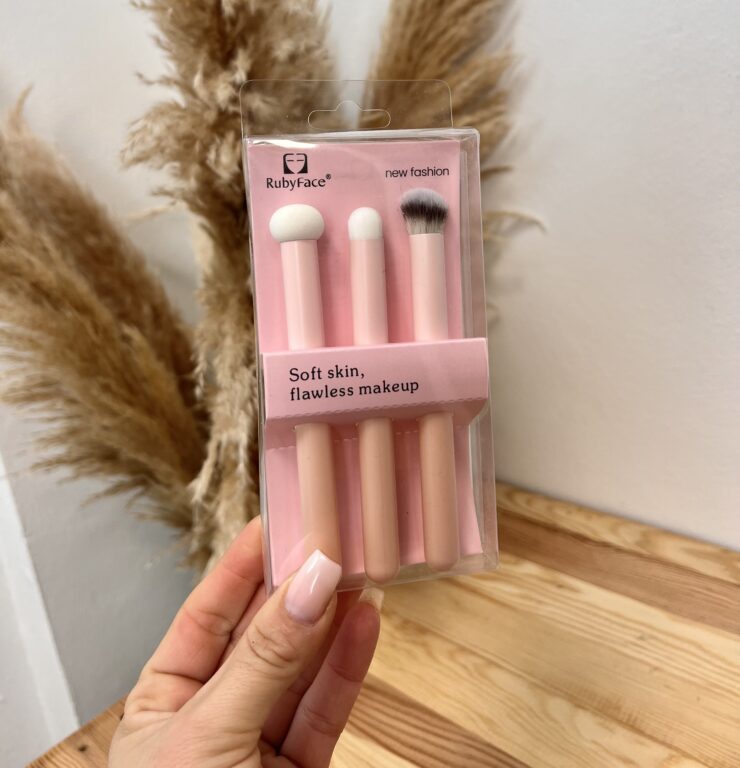 RubyFace®
new fashion
Soft skin,
flawless makeup